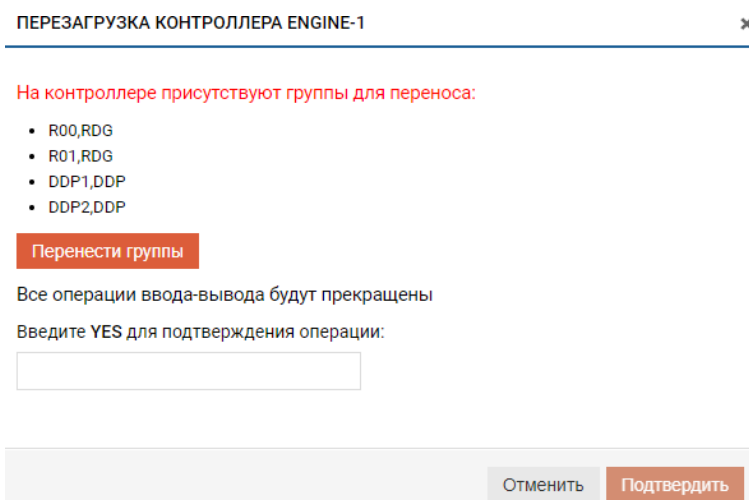 ПЕРЕЗАГРУЗКА КОНТРОЛЛЕРА ENGINE-1
На контроллере присутствуют группы для переноса:
• R00,RDG
• R01,RDG
• DDP1,DDP
• DDP2,DDP
Перенести группы
Все операции ввода-вывода будут прекращены
Введите YES для подтверждения операции:
Отменить Подтвердить